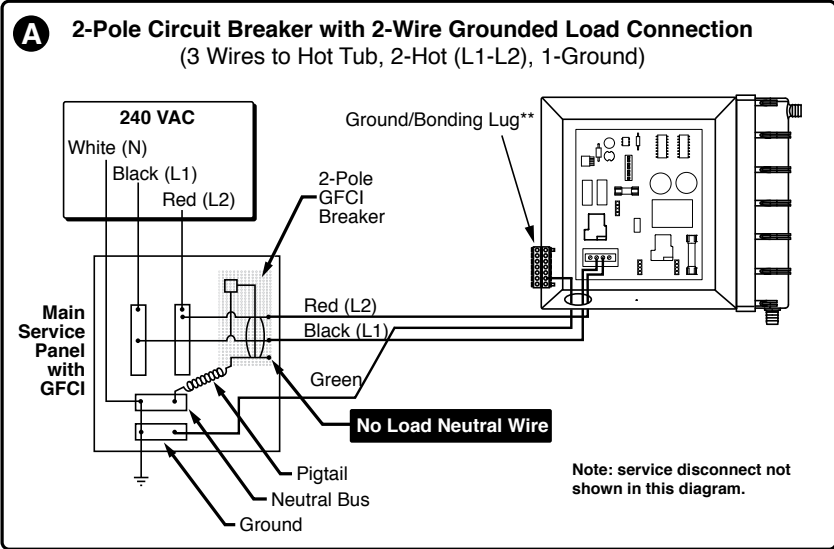 A
2-Pole Circuit Breaker with 2-Wire Grounded Load Connection
(3 Wires to Hot Tub, 2-Hot (L1-L2), 1-Ground)
240 VAC
White (N)
Black (L1)
Red (L2)
Ground/Bonding Lug**
2-Pole
GFCI
Breaker
Main
Service
Panel
with
GFCI
Red (L2)
Black (L1)
Green
No Load Neutral Wire
Pigtail
Neutral Bus
Ground
Note: service disconnect not
shown in this diagram.